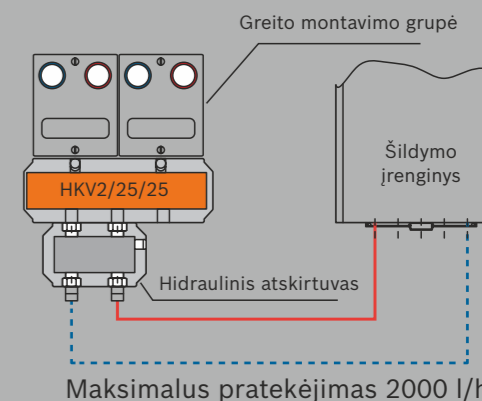 Greito montavimo grupė
Šildymo
įrenginys
HKV2/25/25
Hidraulinis atskirtuvas
Maksimalus pratekėjimas 2000 l/h